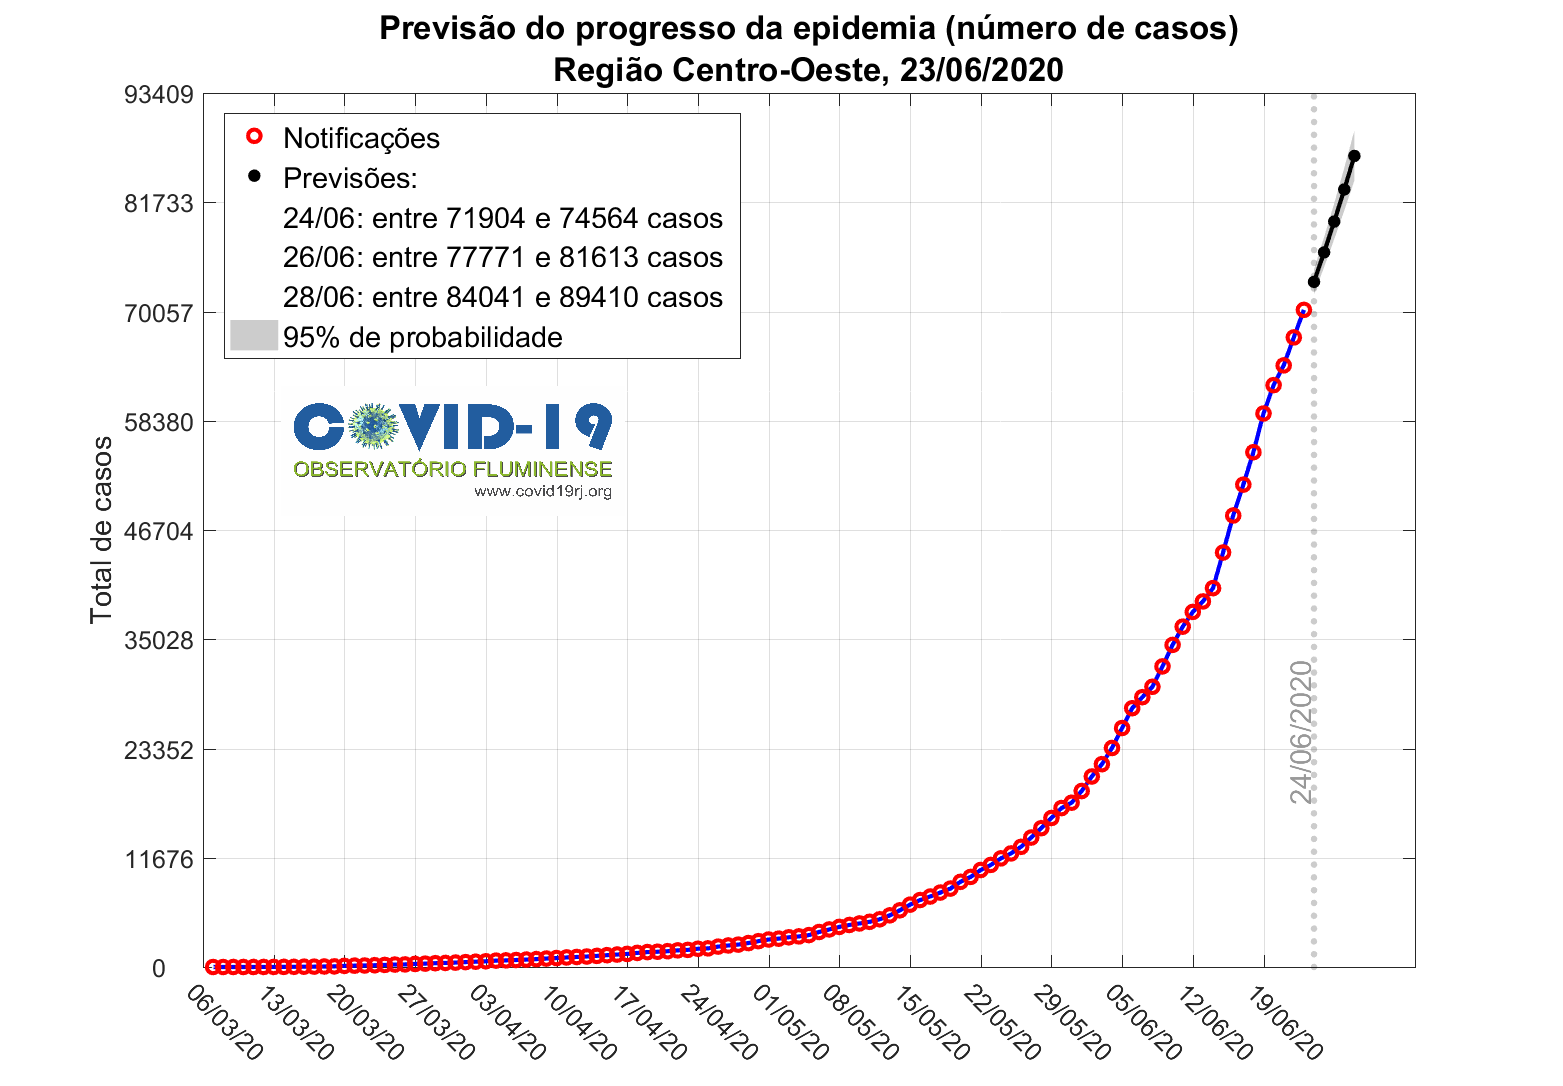 Previsão do progresso da epidemia (número de casos)
Região Centro-Oeste, 23/06/2020
93409
81733
70057
58380
46704
35028
23352
11676
0
Total de casos
Notificações
Previsões:
24/06: entre 71904 e 74564 casos
26/06: entre 77771 e 81613 casos
28/06: entre 84041 e 89410 casos
95% de probabilidade
COVID-19
OBSERVATÓRIO FLUMINENSE
www.covid19rj.org
24/06/2020
06/03/20
13/03/20
20/03/20
27/03/20
03/04/20
10/04/20
17/04/20
24/04/20
01/05/20
08/05/20
15/05/20
22/05/20
29/05/20
05/06/20
12/06/20
19/06/20